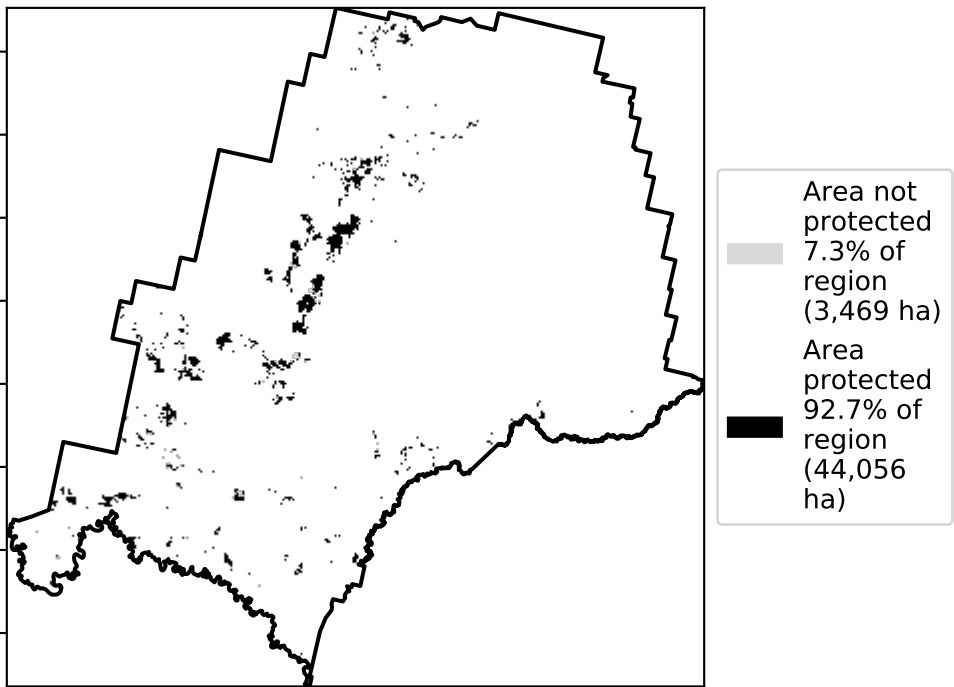 Area not
protected
7.3% of
region
(3,469 ha)
Area
protected
92.7% of
region
(44,056
ha)